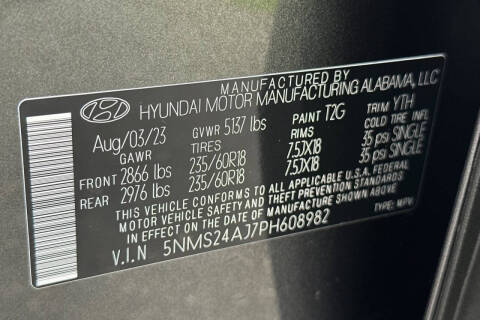 MANUFACTURED BY
HYUNDAI MOTOR MANUFACTURING ALABAMA, LLC
Aug/03/23 GVWR 5137 lbs PAINT T2G TRIM YTH
GAWR TIRES RIMS COLD TIRE INFL
FRONT 2866 lbs 235/60R18 7.5JX18 35 psi SINGLE
REAR 2976 lbs 235/60R18 7.5JX18 35 psi SINGLE
THIS VEHICLE CONFORMS TO ALL APPLICABLE U.S.A. FEDERAL
MOTOR VEHICLE SAFETY AND THEFT PREVENTION STANDARDS
IN EFFECT ON THE DATE OF MANUFACTURE SHOWN ABOVE.
V.I.N 5NMS24AJ7PH608982 TYPE: MPV